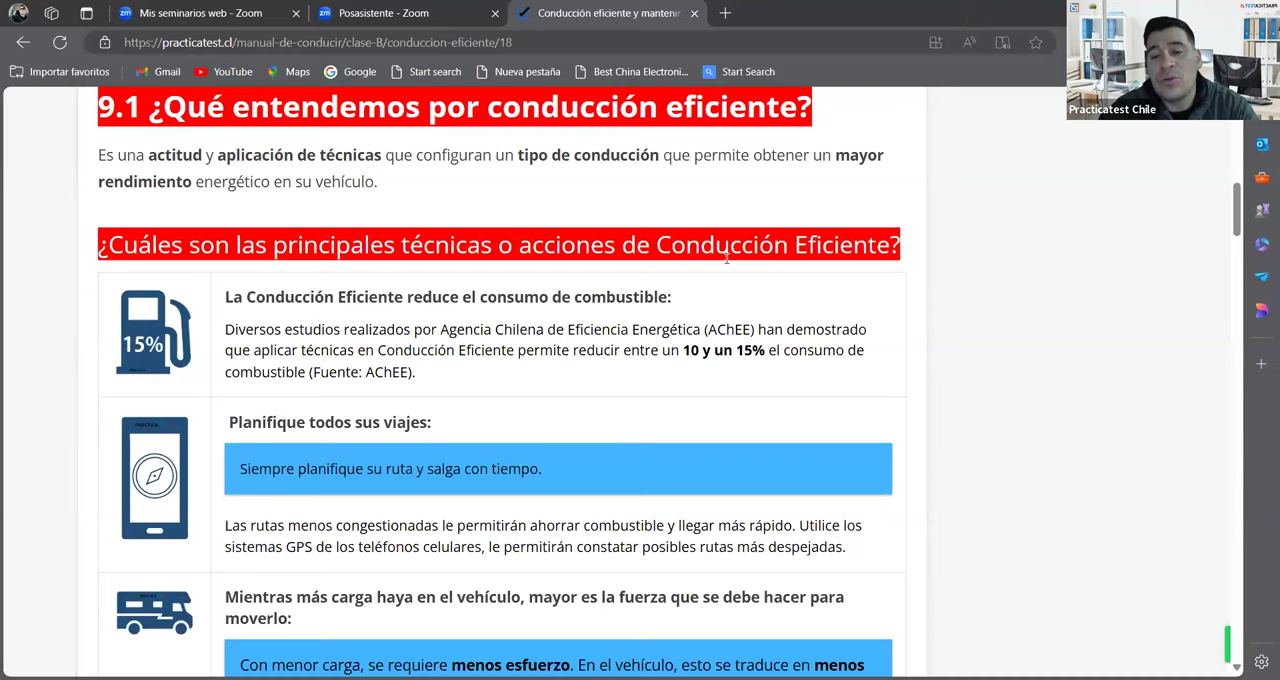 Mis seminarios web - Zoom
Posasistente - Zoom
Conducción eficiente y mantenir
https://practicatest.cl/manual-de-conducir/clase-B/conduccion-eficiente/18
Importar favoritos
Gmail
YouTube
Maps
Google
Start search
Nueva pestaña
Best China Electroni...
Start Search
Practicatest Chile
9.1 ¿Qué entendemos por conducción eficiente?
Es una actitud y aplicación de técnicas que configuran un tipo de conducción que permite obtener un mayor
rendimiento energético en su vehículo.
¿Cuáles son las principales técnicas o acciones de Conducción Eficiente?
15%
La Conducción Eficiente reduce el consumo de combustible:
Diversos estudios realizados por Agencia Chilena de Eficiencia Energética (AChEE) han demostrado
que aplicar técnicas en Conducción Eficiente permite reducir entre un 10 y un 15% el consumo de
combustible (Fuente: AChEE).
Planifique todos sus viajes:
Siempre planifique su ruta y salga con tiempo.
Las rutas menos congestionadas le permitirán ahorrar combustible y llegar más rápido. Utilice los
sistemas GPS de los teléfonos celulares, le permitirán constatar posibles rutas más despejadas.
Mientras más carga haya en el vehículo, mayor es la fuerza que se debe hacer para
moverlo:
Con menor carga, se requiere menos esfuerzo. En el vehículo, esto se traduce en menos